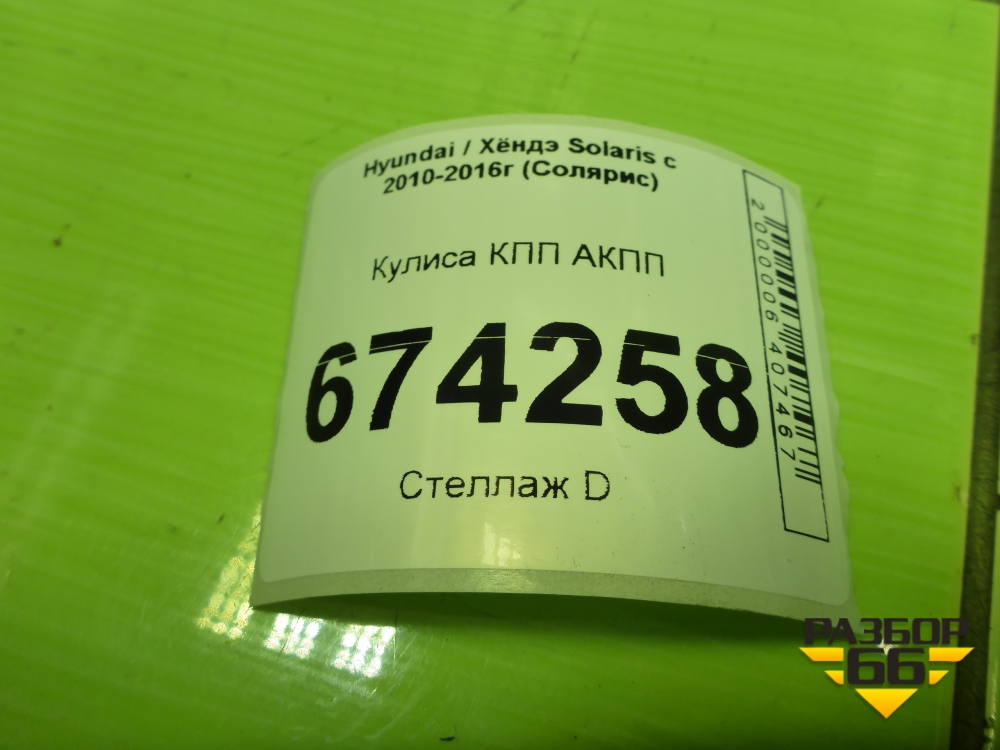 Hyundai / Хёндэ Solaris с
2010-2016г (Солярис)
Кулиса КПП АКПП
674258
Стеллаж D
2000006407467
РАЗБОР
66